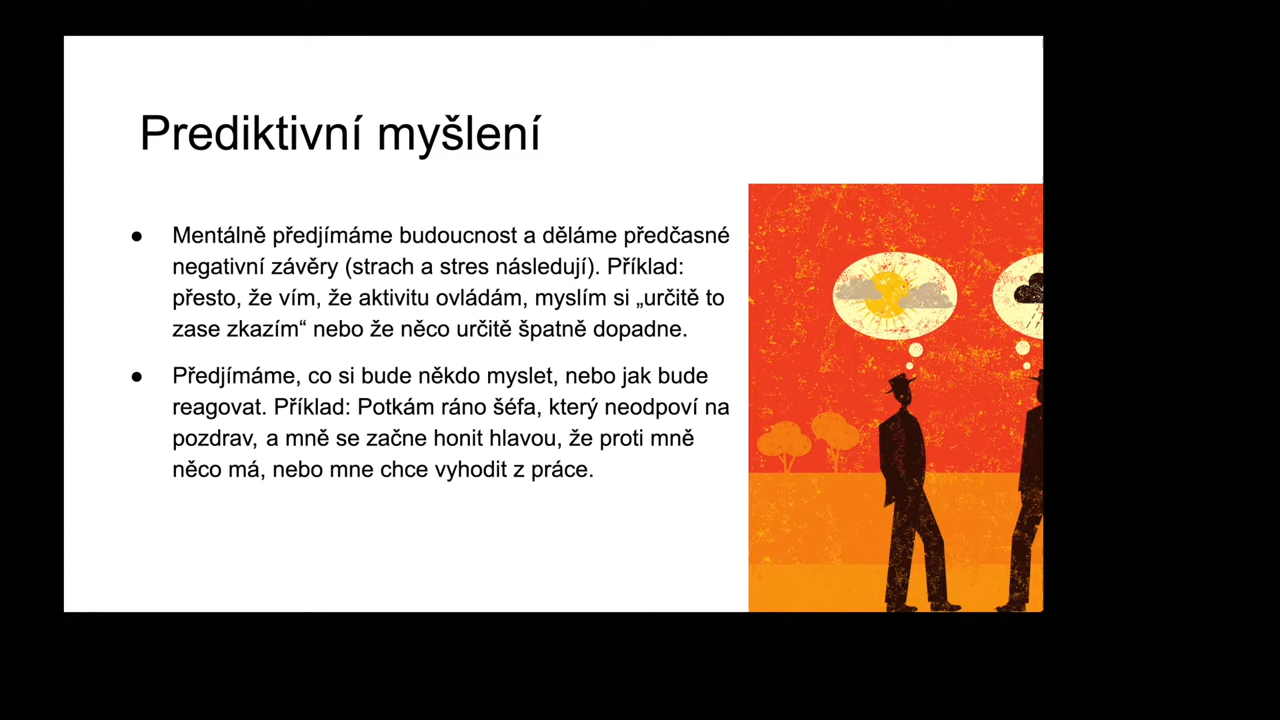 Prediktivní myšlení
● Mentálně předjímáme budoucnost a děláme předčasné
negativní závěry (strach a stres následují). Příklad:
přesto, že vím, že aktivitu ovládám, myslím si „určitě to
zase zkazím“ nebo že něco určitě špatně dopadne.
● Předjímáme, co si bude někdo myslet, nebo jak bude
reagovat. Příklad: Potkám ráno šéfa, který neodpoví na
pozdrav, a mně se začne honit hlavou, že proti mně
něco má, nebo mne chce vyhodit z práce.